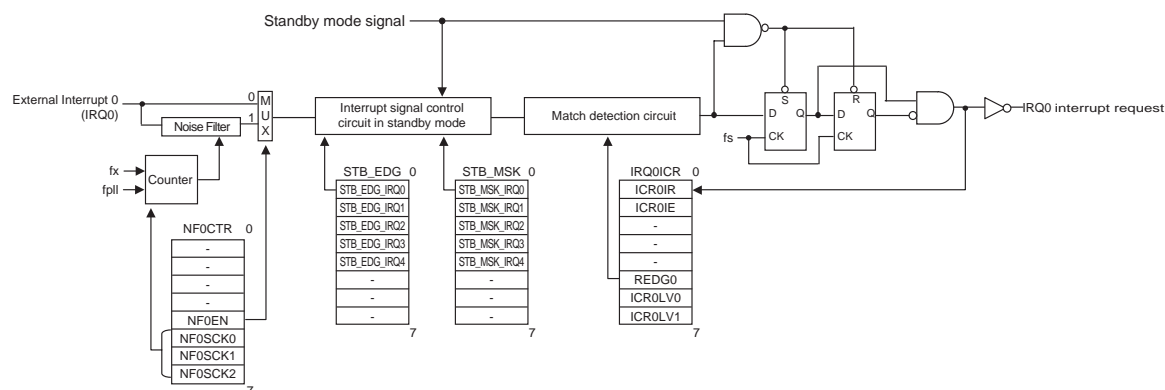 Standby mode signal
External Interrupt 0
(IRQ0)
0
1
M
U
X
Noise Filter
Interrupt signal control
circuit in standby mode
Match detection circuit
S
D
Q
CK
R
D
Q
CK
fs
IRQ0 interrupt request
fx
fpll
Counter
STB_EDG 0
STB_EDG_IRQ0
STB_EDG_IRQ1
STB_EDG_IRQ2
STB_EDG_IRQ3
STB_EDG_IRQ4
-
-
-
7
STB_MSK 0
STB_MSK_IRQ0
STB_MSK_IRQ1
STB_MSK_IRQ2
STB_MSK_IRQ3
STB_MSK_IRQ4
-
-
-
7
IRQ0ICR 0
ICR0IR
ICR0IE
-
-
-
REDG0
ICR0LV0
ICR0LV1
7
NF0CTR 0
-
-
-
-
NF0EN
NF0SCK0
NF0SCK1
NF0SCK2
7